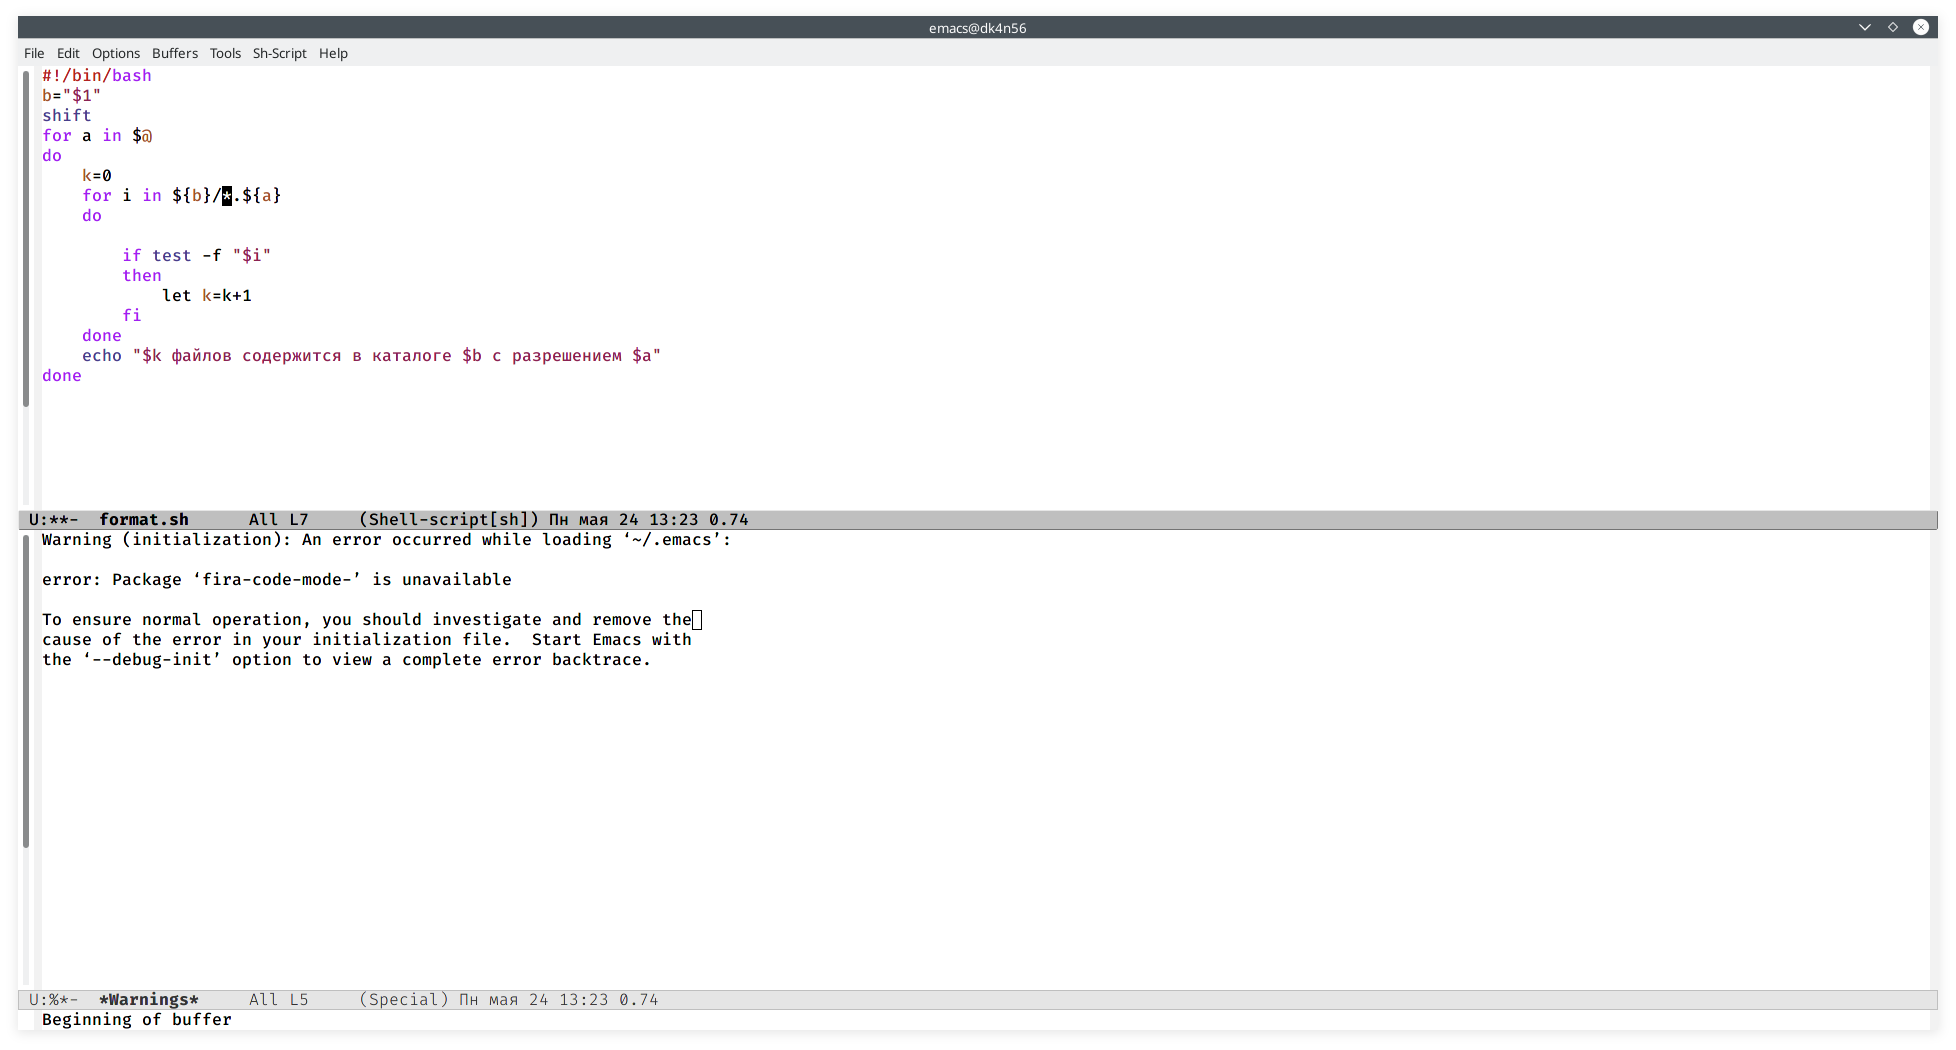 emacs@dk4n56
File Edit Options Buffers Tools Sh-Script Help
#!/bin/bash
b="$1"
shift
for a in $@
do
    k=0
    for i in ${b}/*.${a}
    do

        if test -f "$i"
        then
            let k=k+1
        fi
    done
    echo "$k файлов содержится в каталоге $b с разрешением $a"
done
U:**-  format.sh      All L7     (Shell-script[sh]) Пн мая 24 13:23 0.74
Warning (initialization): An error occurred while loading ‘~/.emacs’:

error: Package ‘fira-code-mode-’ is unavailable

To ensure normal operation, you should investigate and remove the
cause of the error in your initialization file.  Start Emacs with
the ‘--debug-init’ option to view a complete error backtrace.
U:%*-  *Warnings*     All L5     (Special) Пн мая 24 13:23 0.74
Beginning of buffer